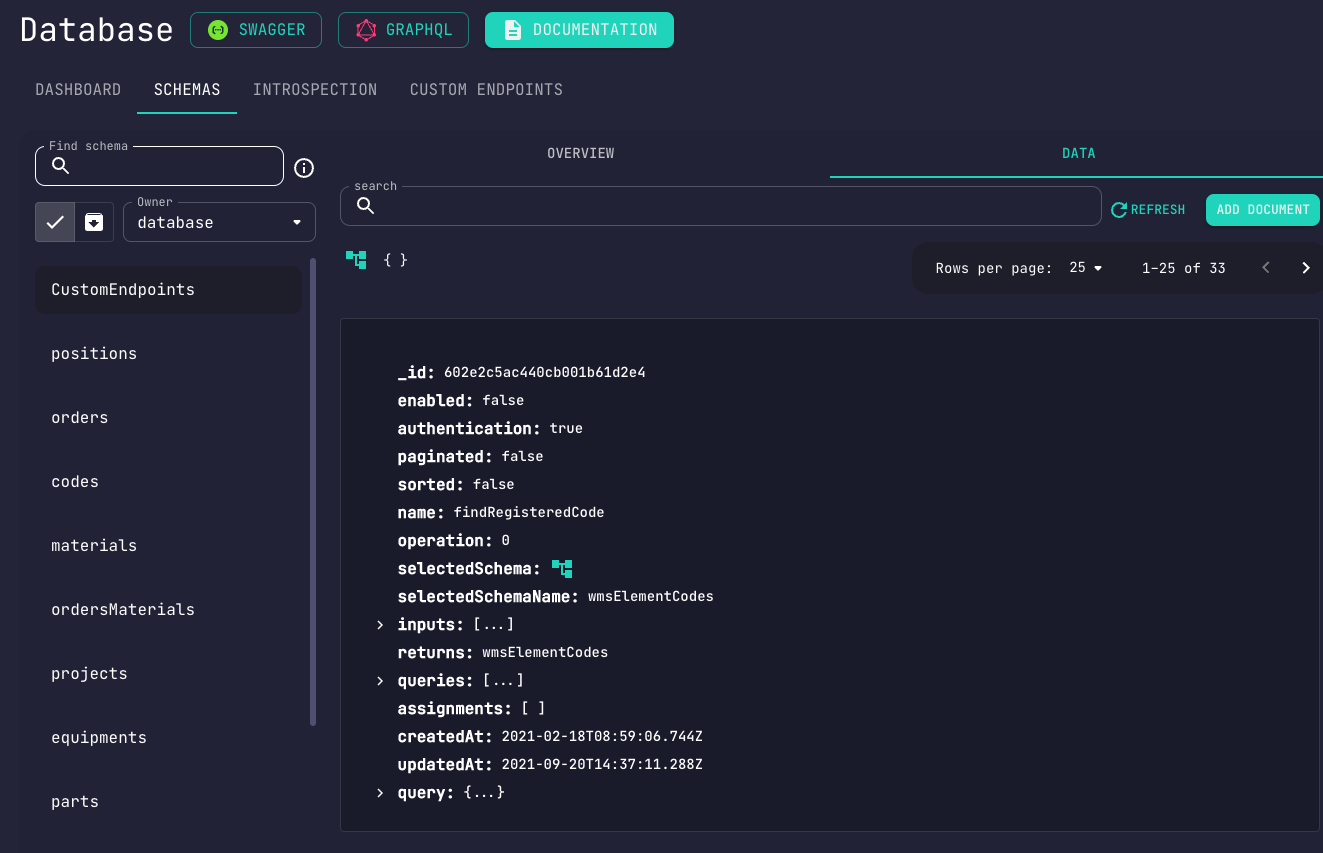 Database
SWAGGER
GRAPHQL
DOCUMENTATION
DASHBOARD
SCHEMAS
INTROSPECTION
CUSTOM ENDPOINTS
Find schema
Owner
database
CustomEndpoints
positions
orders
codes
materials
ordersMaterials
projects
equipments
parts
OVERVIEW
DATA
search
REFRESH
ADD DOCUMENT
{ }
Rows per page: 25
1–25 of 33
_id: 602e2c5ac440cb001b61d2e4
enabled: false
authentication: true
paginated: false
sorted: false
name: findRegisteredCode
operation: 0
selectedSchema:
selectedSchemaName: wmsElementCodes
inputs: [...]
returns: wmsElementCodes
queries: [...]
assignments: [ ]
createdAt: 2021-02-18T08:59:06.744Z
updatedAt: 2021-09-20T14:37:11.288Z
query: {...}